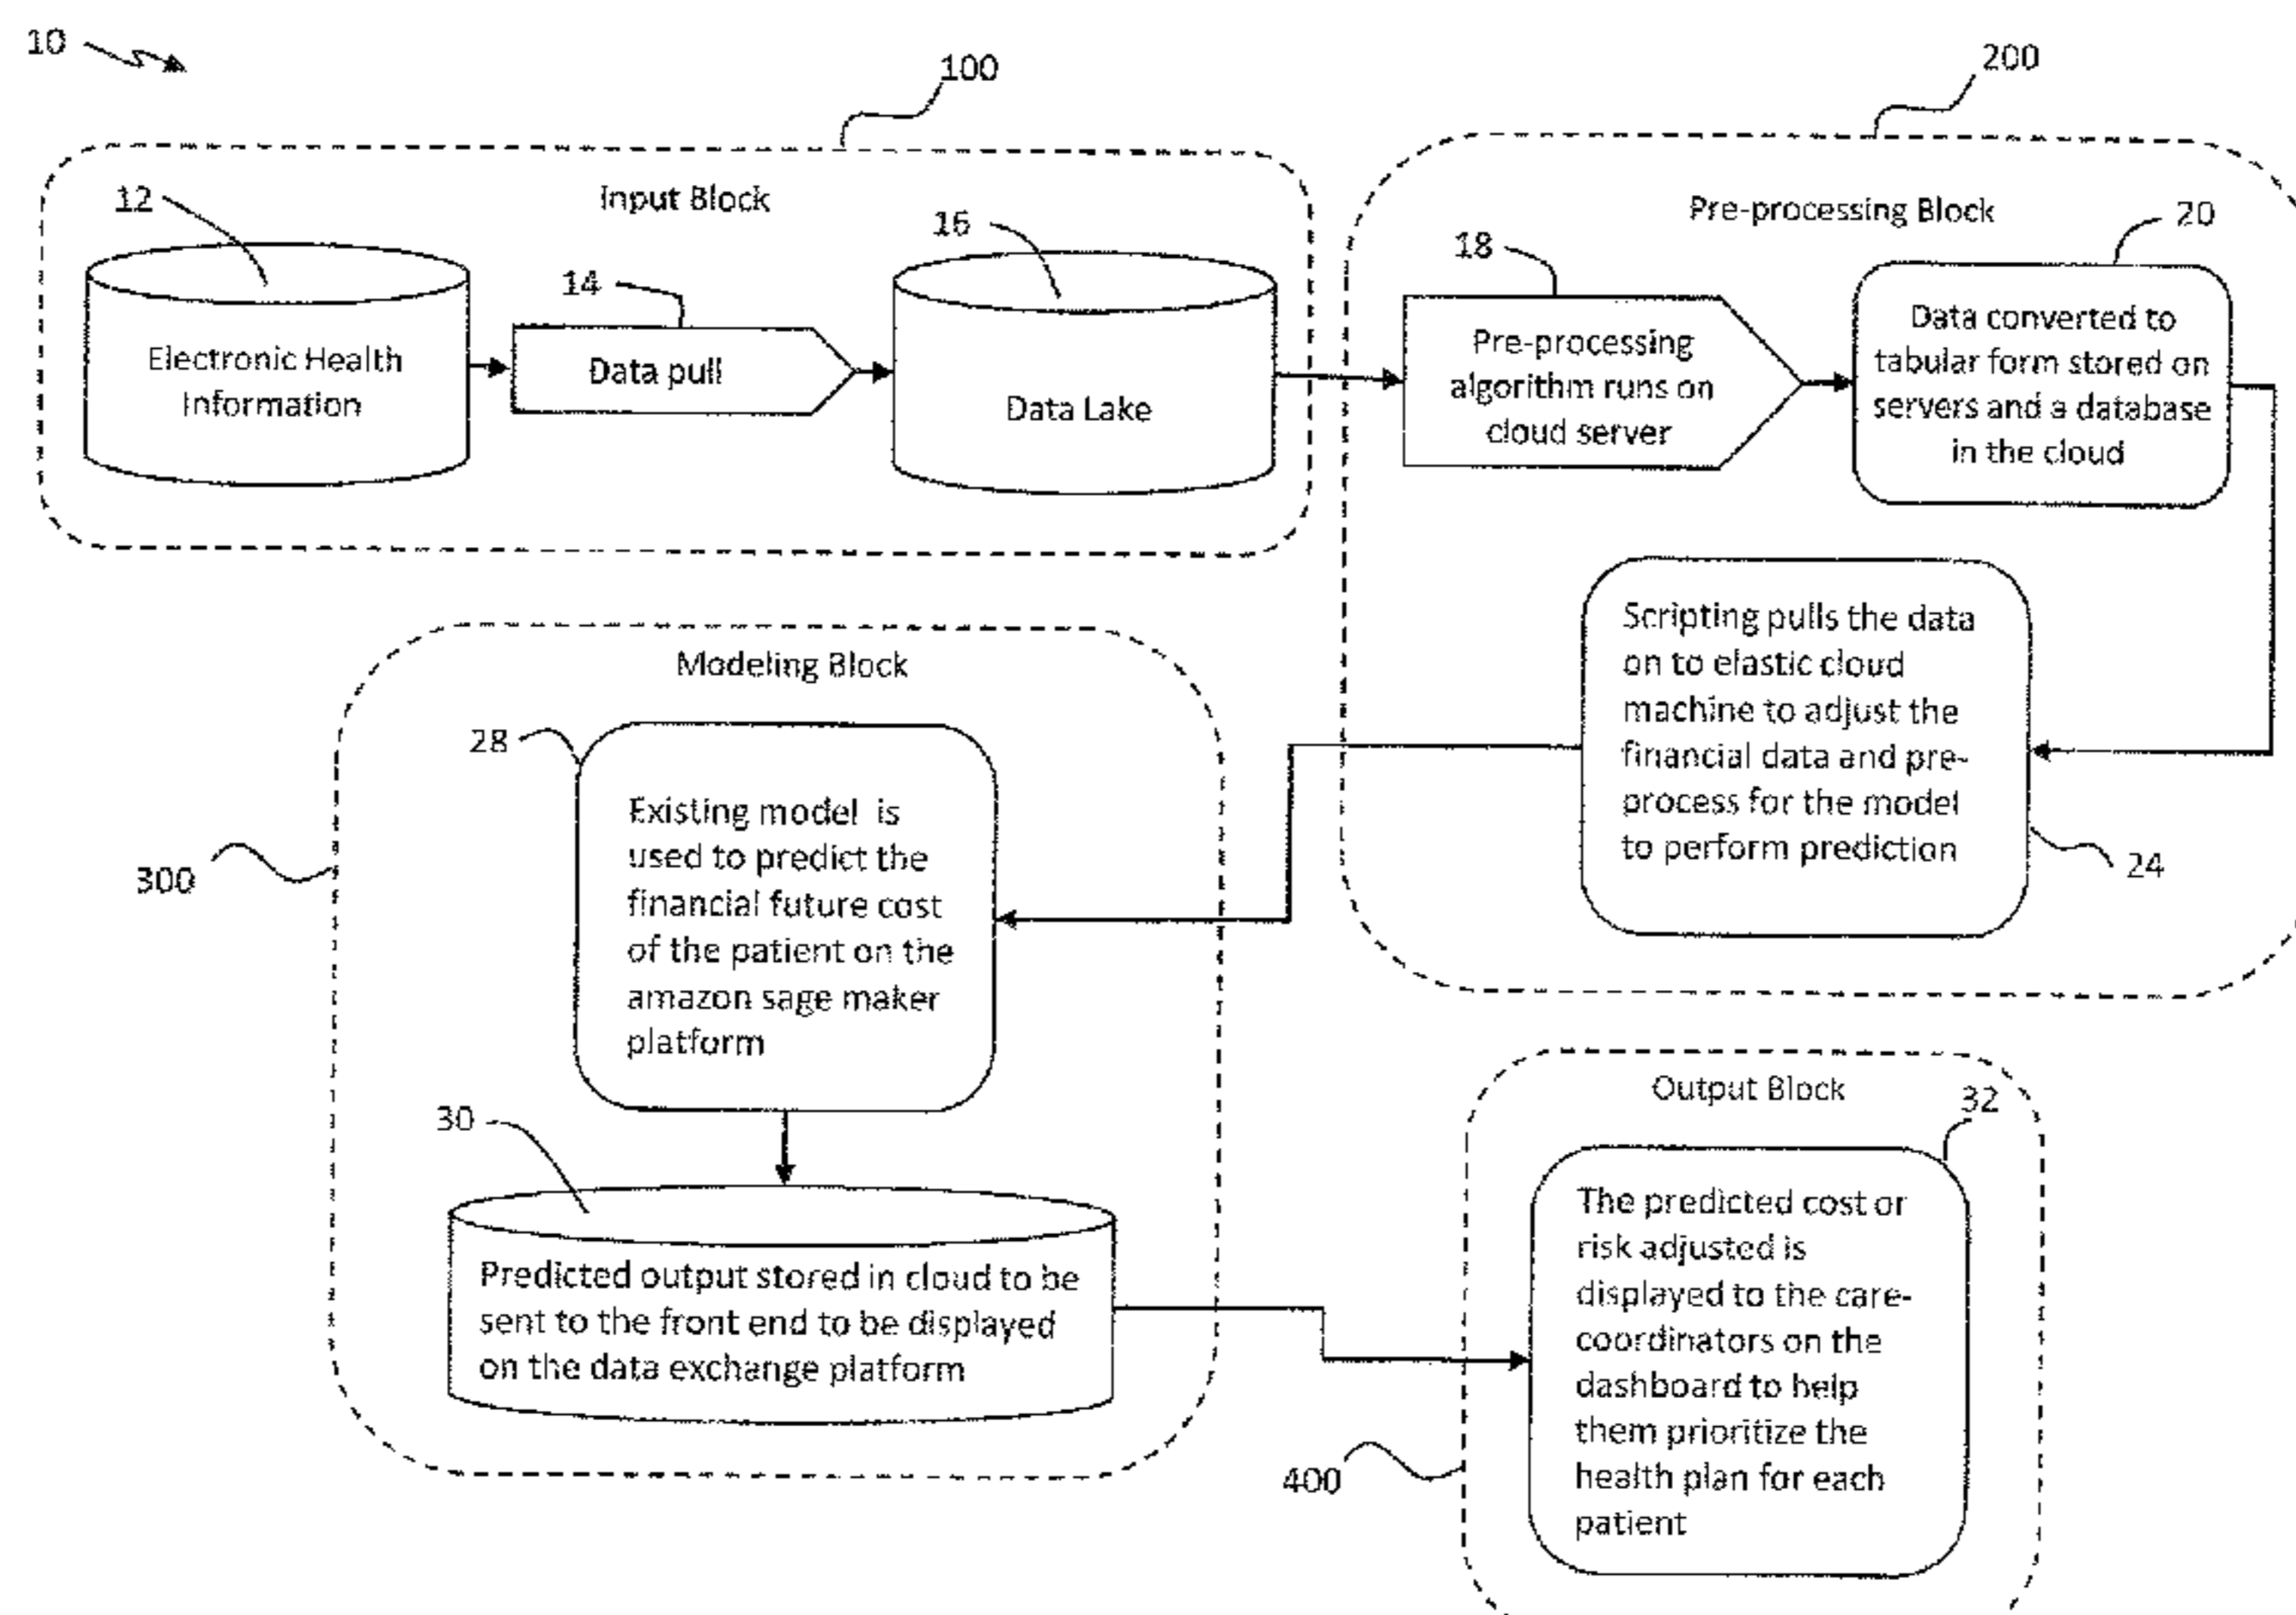 10
100
200
Input Block
Pre-processing Block
12
16
18
20
14
Electronic Health
Information
Data pull
Data Lake
Pre-processing
algorithm runs on
cloud server
Data converted to
tabular form stored on
servers and a database
in the cloud
Scripting pulls the data
on to elastic cloud
machine to adjust the
financial data and pre-
process for the model
to perform prediction
24
Modeling Block
28
300
Existing model is
used to predict the
financial future cost
of the patient on the
amazon sage maker
platform
30
Predicted output stored in cloud to be
sent to the front end to be displayed
on the data exchange platform
Output Block
32
400
The predicted cost or
risk adjusted is
displayed to the care-
coordinators on the
dashboard to help
them prioritize the
health plan for each
patient